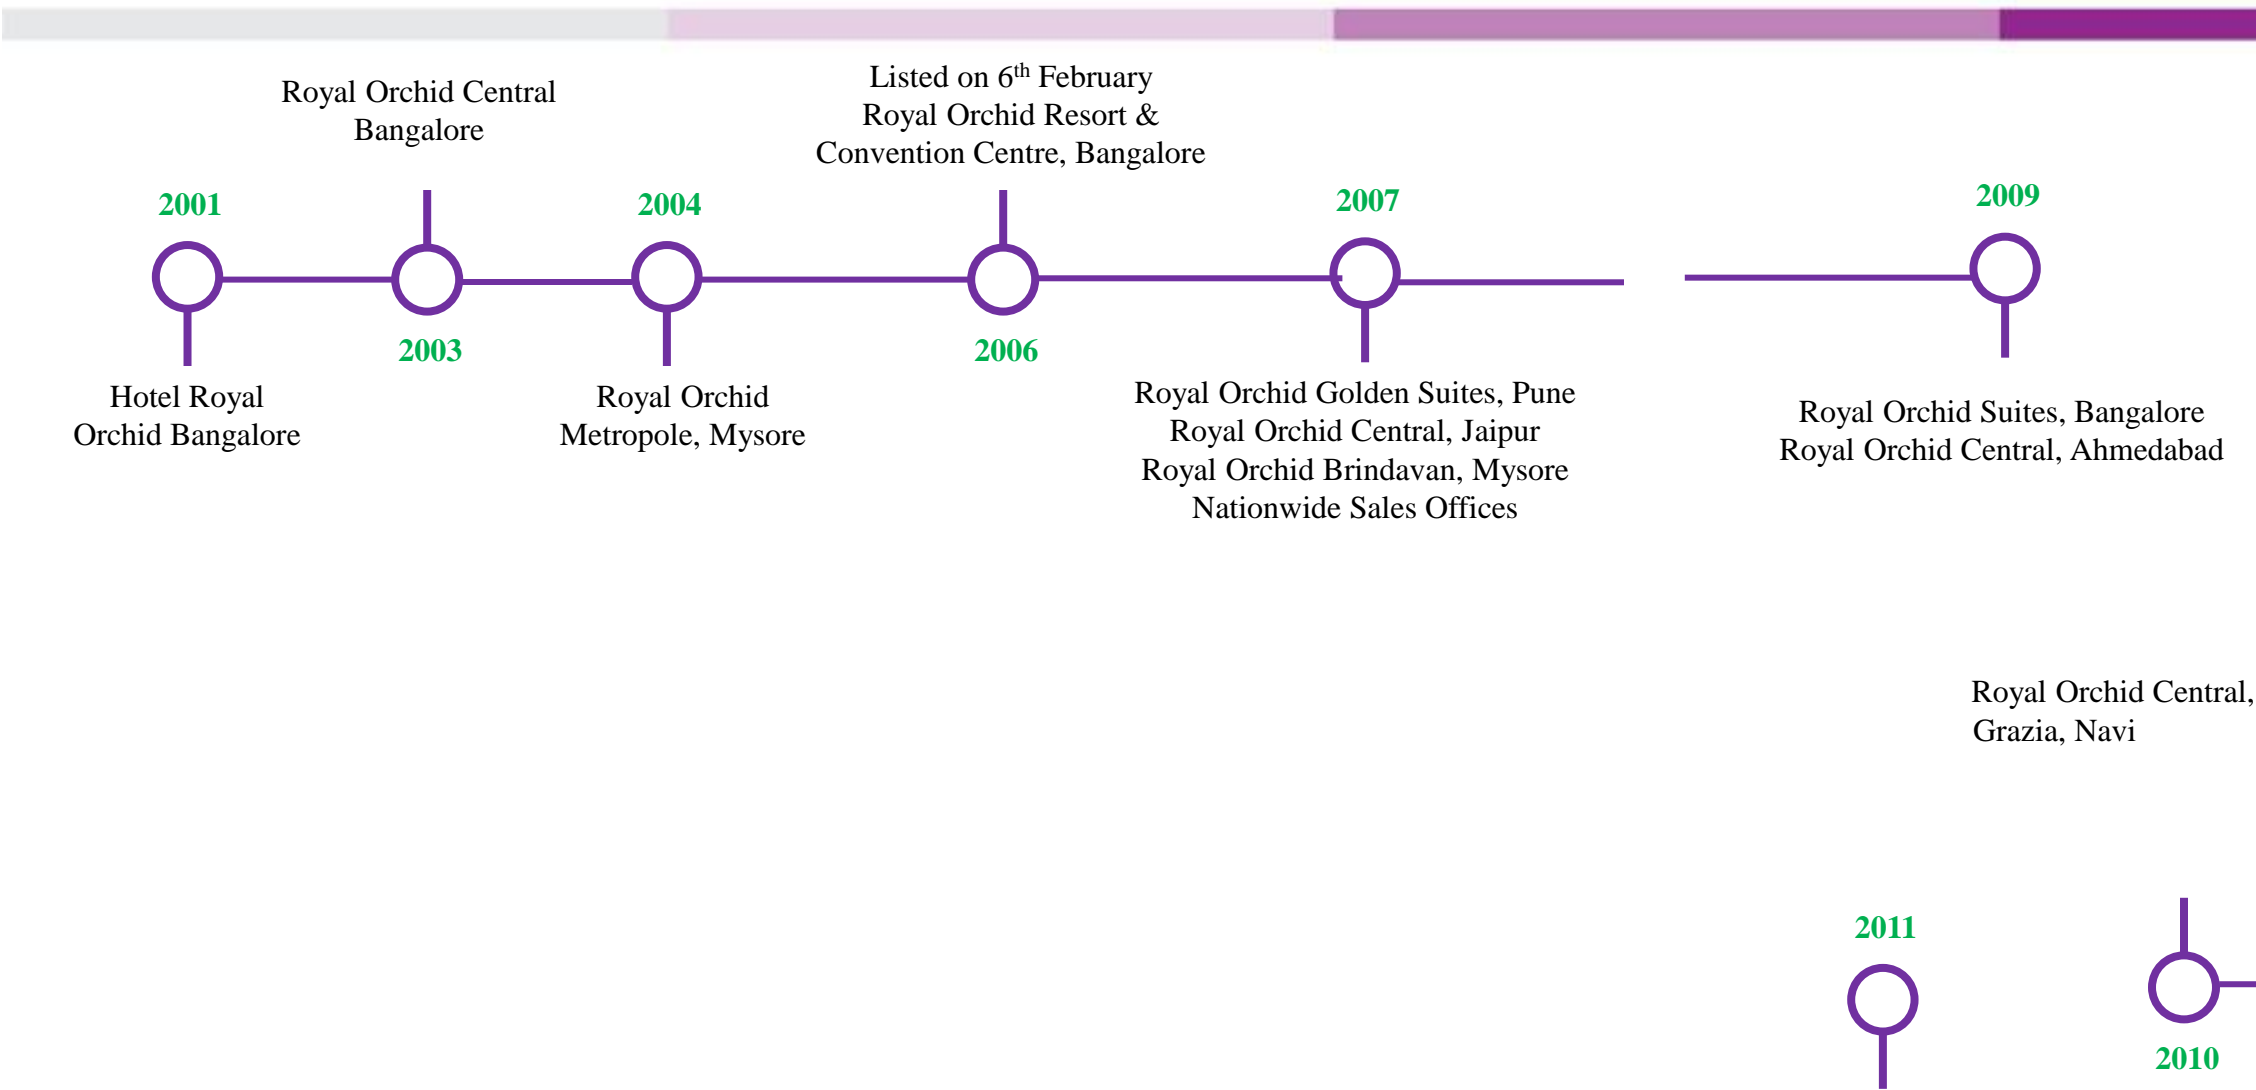 2001
Hotel Royal
Orchid Bangalore
Royal Orchid Central
Bangalore
2003
2004
Royal Orchid
Metropole, Mysore
Listed on 6th February
Royal Orchid Resort &
Convention Centre, Bangalore
2006
2007
Royal Orchid Golden Suites, Pune
Royal Orchid Central, Jaipur
Royal Orchid Brindavan, Mysore
Nationwide Sales Offices
2009
Royal Orchid Suites, Bangalore
Royal Orchid Central, Ahmedabad
Royal Orchid Central,
Grazia, Navi
2010
2011